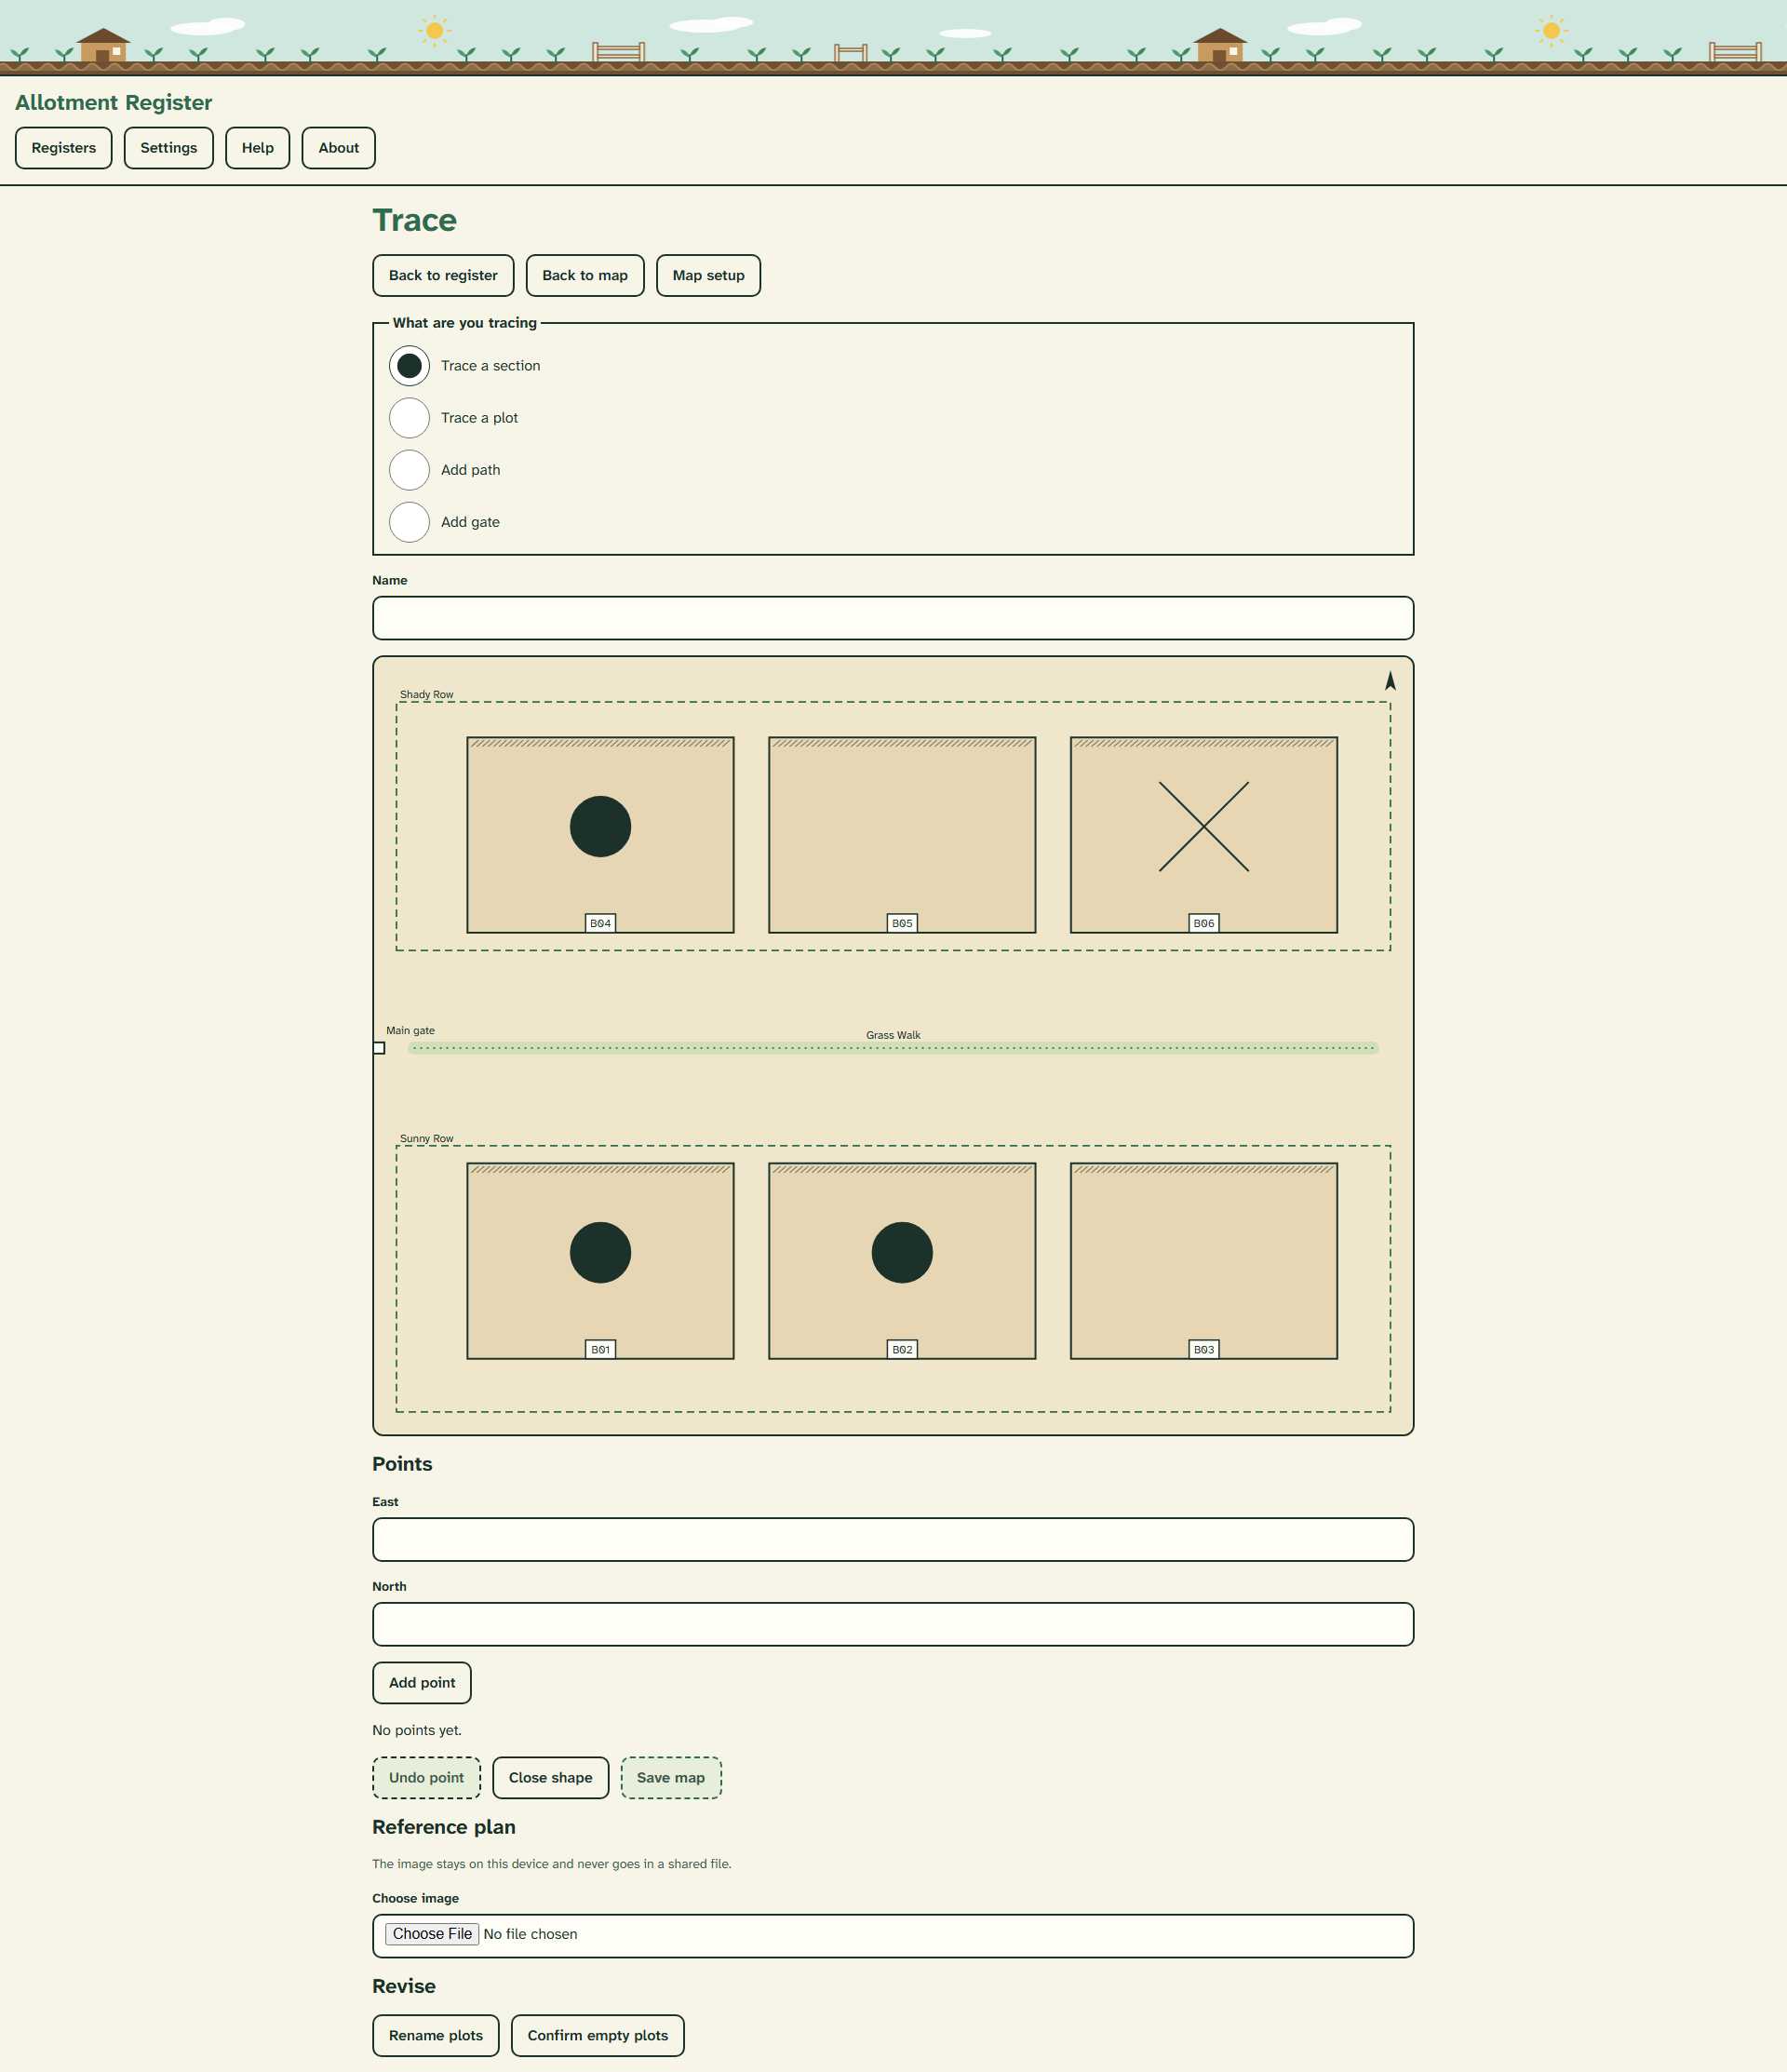 Allotment Register
Registers Settings Help About
Trace
Back to register Back to map Map setup
What are you tracing
Trace a section
Trace a plot
Add path
Add gate
Name
Shady Row
B04 B05 B06
Main gate
Grass Walk
Sunny Row
B01 B02 B03
Points
East
North
Add point
No points yet.
Undo point Close shape Save map
Reference plan
The image stays on this device and never goes in a shared file.
Choose image
Choose File No file chosen
Revise
Rename plots Confirm empty plots